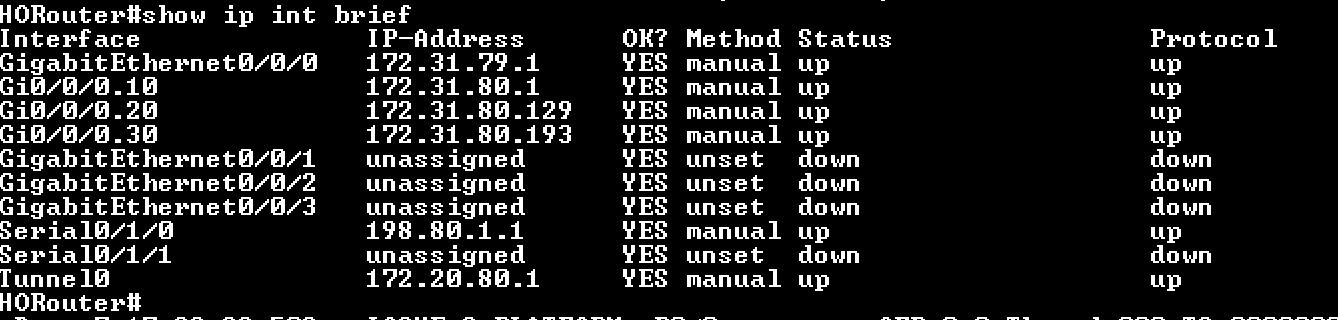 HORouter#show ip int brief
Interface IP-Address OK? Method Status Protocol
GigabitEthernet0/0/0 172.31.79.1 YES manual up up
Gi0/0/0.10 172.31.80.1 YES manual up up
Gi0/0/0.20 172.31.80.129 YES manual up up
Gi0/0/0.30 172.31.80.193 YES manual up up
GigabitEthernet0/0/1 unassigned YES unset down down
GigabitEthernet0/0/2 unassigned YES unset down down
GigabitEthernet0/0/3 unassigned YES unset down down
Serial0/1/0 198.80.1.1 YES manual up up
Serial0/1/1 unassigned YES unset down down
Tunnel0 172.20.80.1 YES manual up up
HORouter#